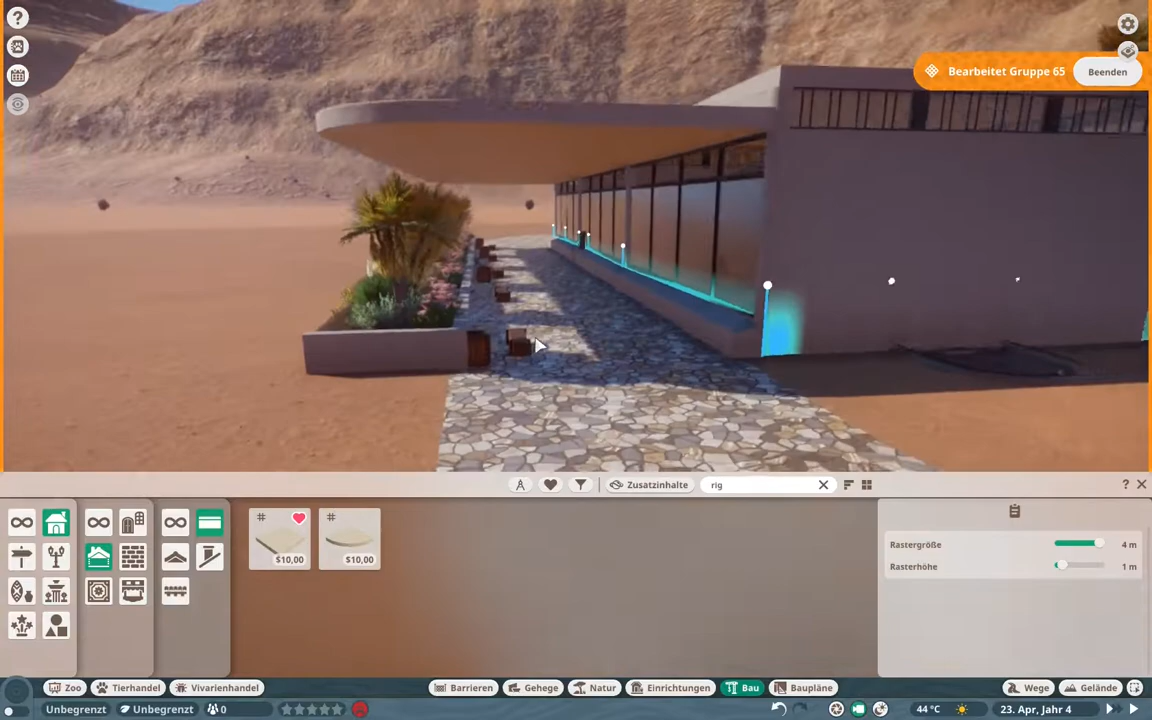 ?
Bearbeitet Gruppe 65
Beenden
Zusatzinhalte
rig
?
$10,00
$10,00
Rastergröße
4 m
Rasterhöhe
1 m
Zoo
Tierhandel
Vivarienhandel
Barrieren
Gehege
Natur
Einrichtungen
Bau
Baupläne
Wege
Gelände
Unbegrenzt
Unbegrenzt
0
44 °C
23. Apr, Jahr 4